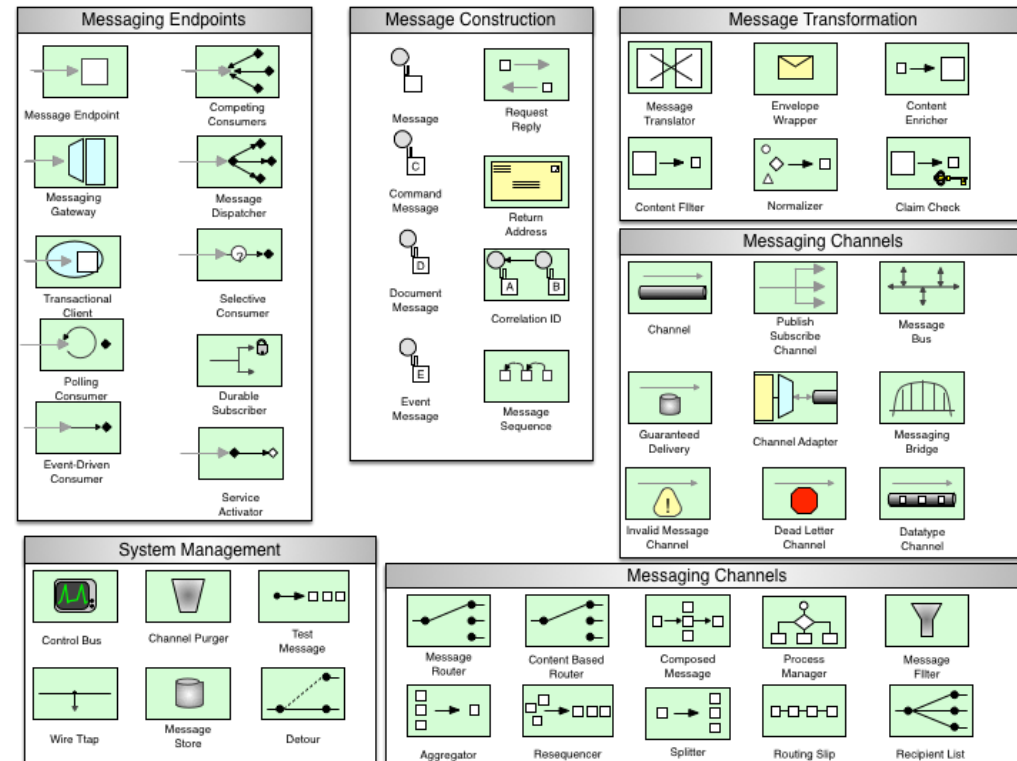 Messaging Endpoints
Message Endpoint
Competing
Consumers
Messaging
Gateway
Message
Dispatcher
Transactional
Client
?
Selective
Consumer
Polling
Consumer
Durable
Subscriber
Event-Driven
Consumer
Service
Activator
Message Construction
Message
Request
Reply
C
Command
Message
Return
Address
D
Document
Message
A
B
Correlation ID
E
Event
Message
Message
Sequence
Message Transformation
Message
Translator
Envelope
Wrapper
Content
Enricher
Content FIlter
Normalizer
Claim Check
Messaging Channels
Channel
Publish
Subscribe
Channel
Message
Bus
Guaranteed
Delivery
Channel Adapter
Messaging
Bridge
!
Invalid Message
Channel
Dead Letter
Channel
Datatype
Channel
System Management
Control Bus
Channel Purger
Test
Message
Wire Ttap
Message
Store
Detour
Messaging Channels
Message
Router
Content Based
Router
Composed
Message
Process
Manager
Message
FIlter
Aggregator
Resequencer
Splitter
Routing Slip
Recipient List